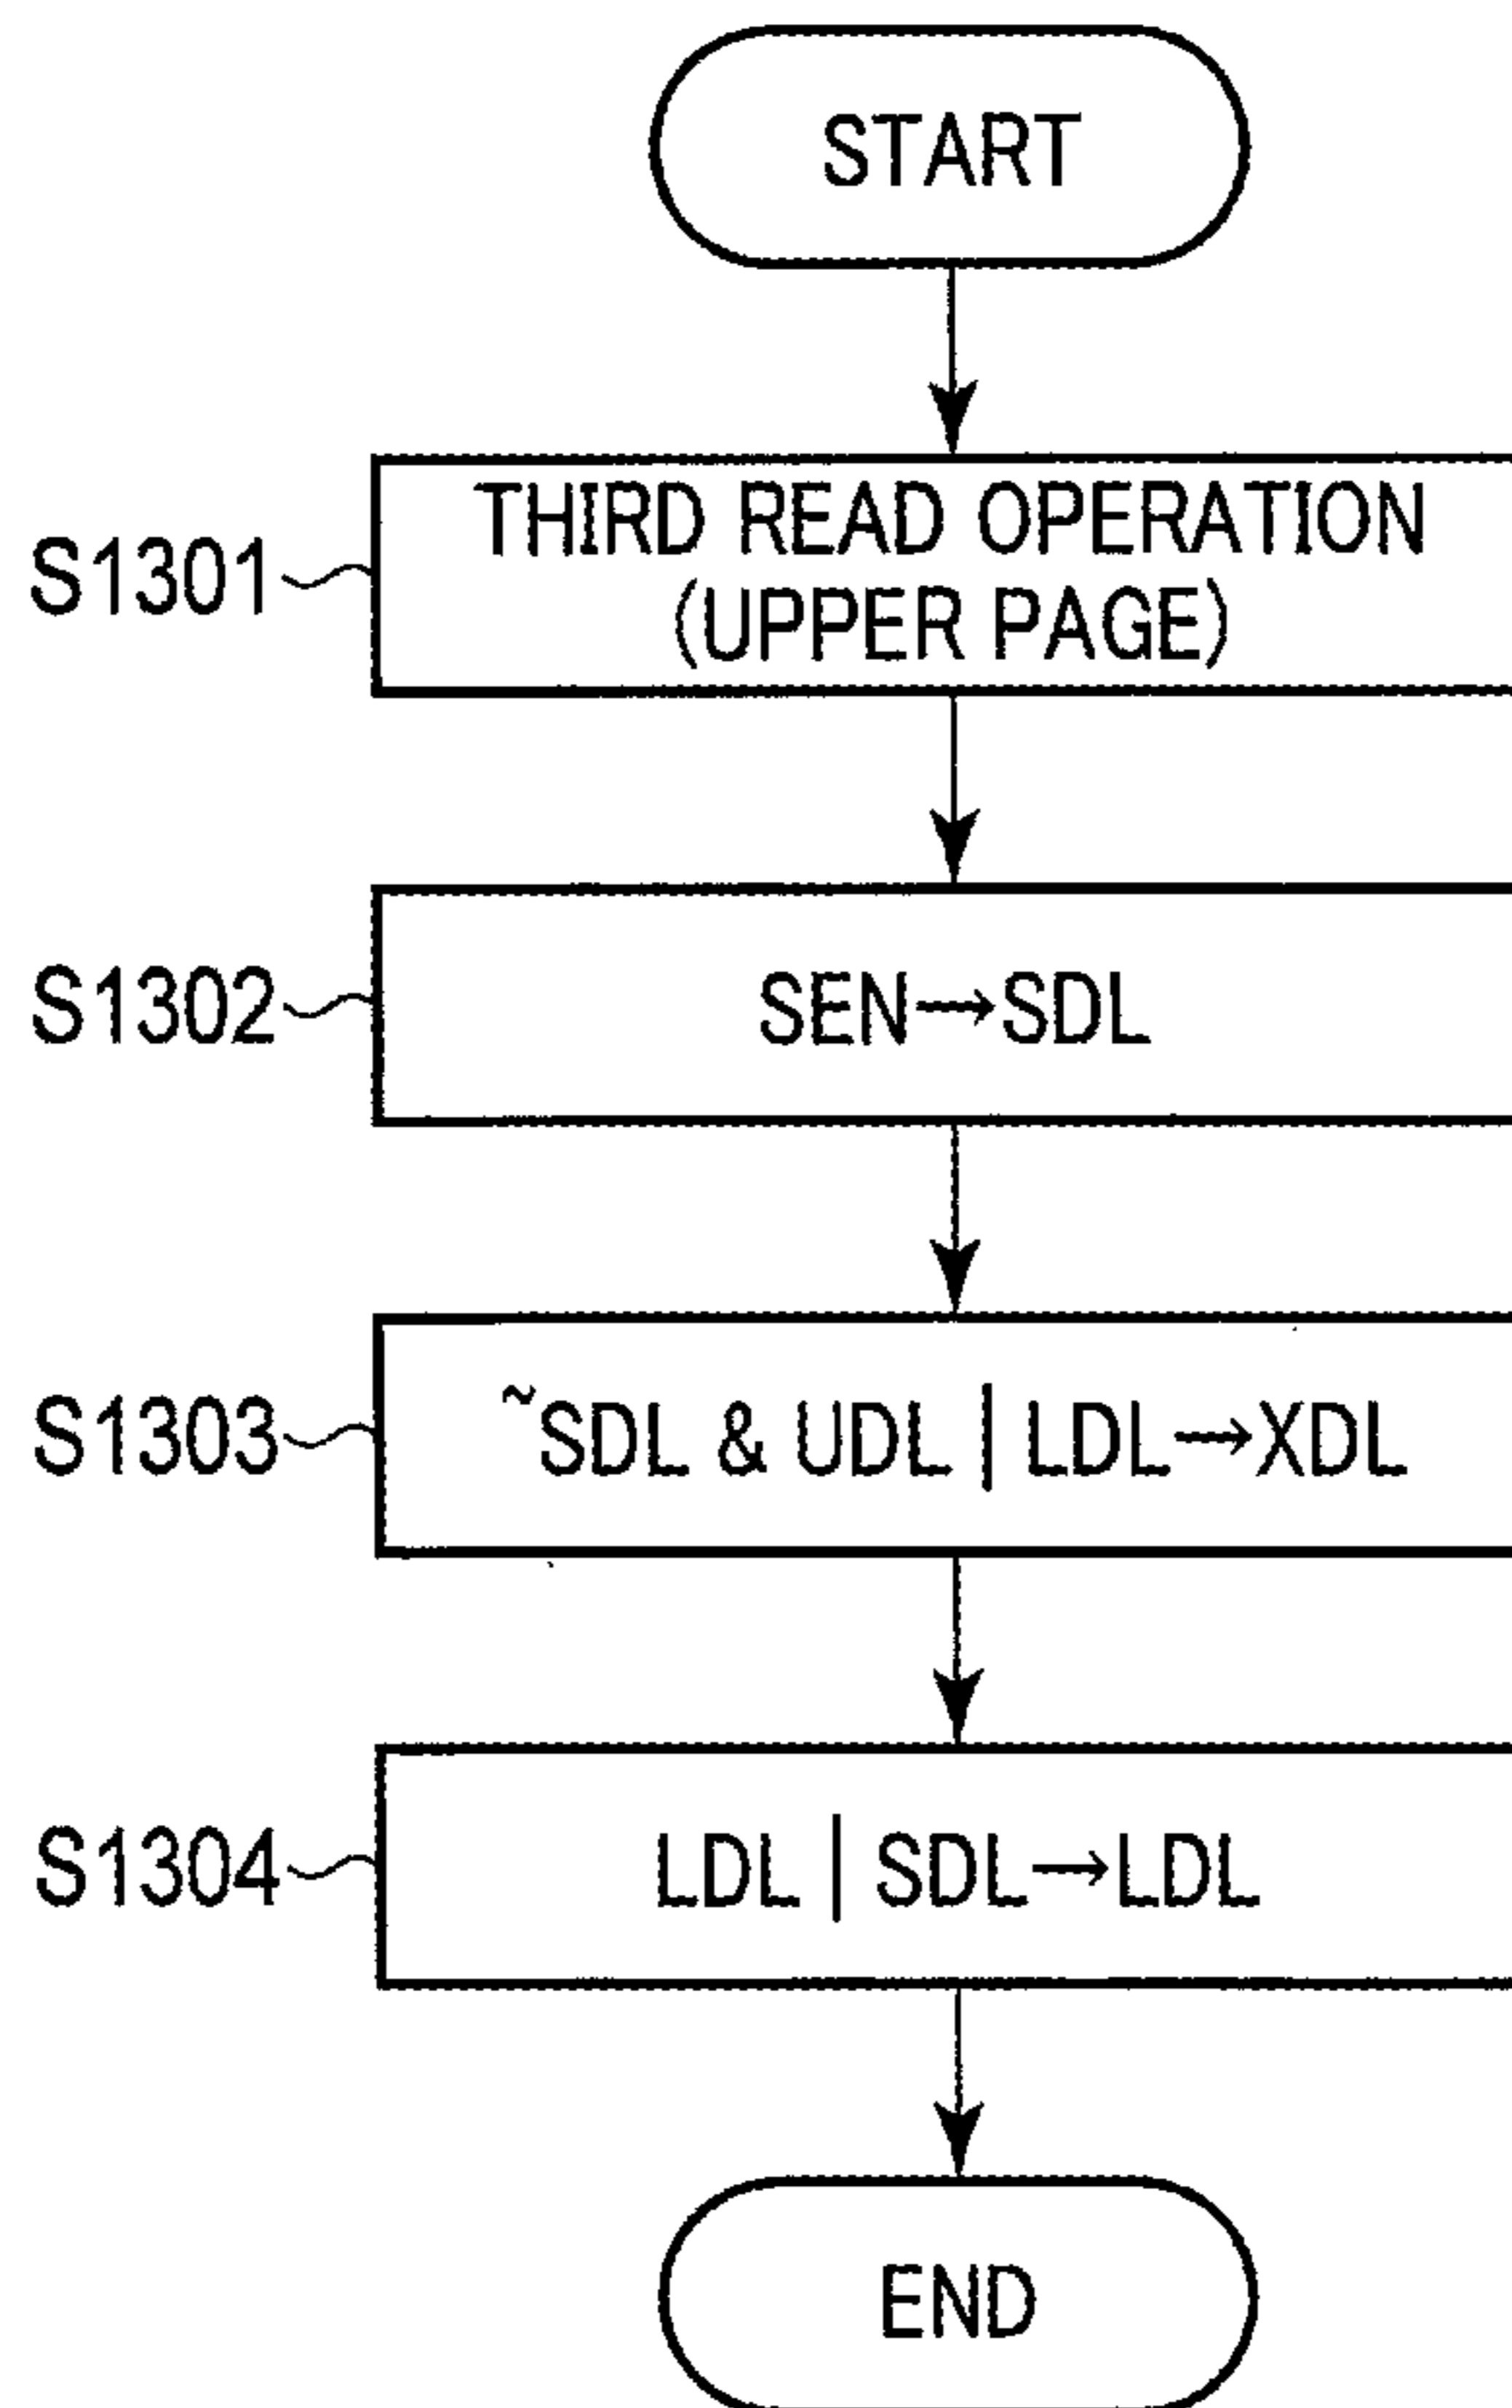 START
S1301
THIRD READ OPERATION
(UPPER PAGE)
S1302
SEN→SDL
S1303
~SDL & UDL | LDL→XDL
S1304
LDL | SDL→LDL
END